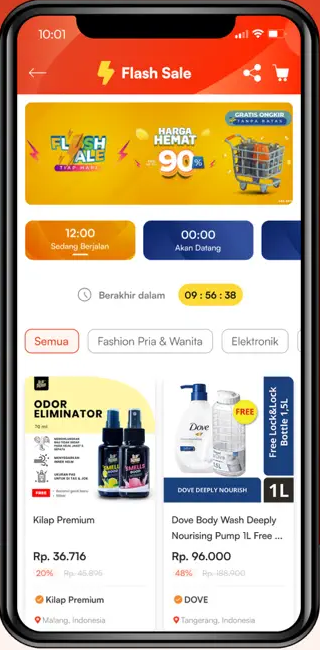 10:01
Flash Sale
FLASH
SALE
TIAP HARI
HARGA
HEMAT
90%
GRATIS ONGKIR
TANPA BATAS
12:00
Sedang Berjalan
00:00
Akan Datang
Berakhir dalam
09 : 56 : 38
Semua
Fashion Pria & Wanita
Elektronik
ODOR
ELIMINATOR
70 ml
FREE
Kilap Premium
Rp. 36.716
20%
Rp. 45.895
Kilap Premium
Malang, Indonesia
Dove
FREE
Free Lock&Lock
Bottle 1,5L
DOVE DEEPLY NOURISH
1L
Dove Body Wash Deeply
Nourising Pump 1L Free ...
Rp. 96.000
48%
Rp. 188.900
DOVE
Tangerang, Indonesia